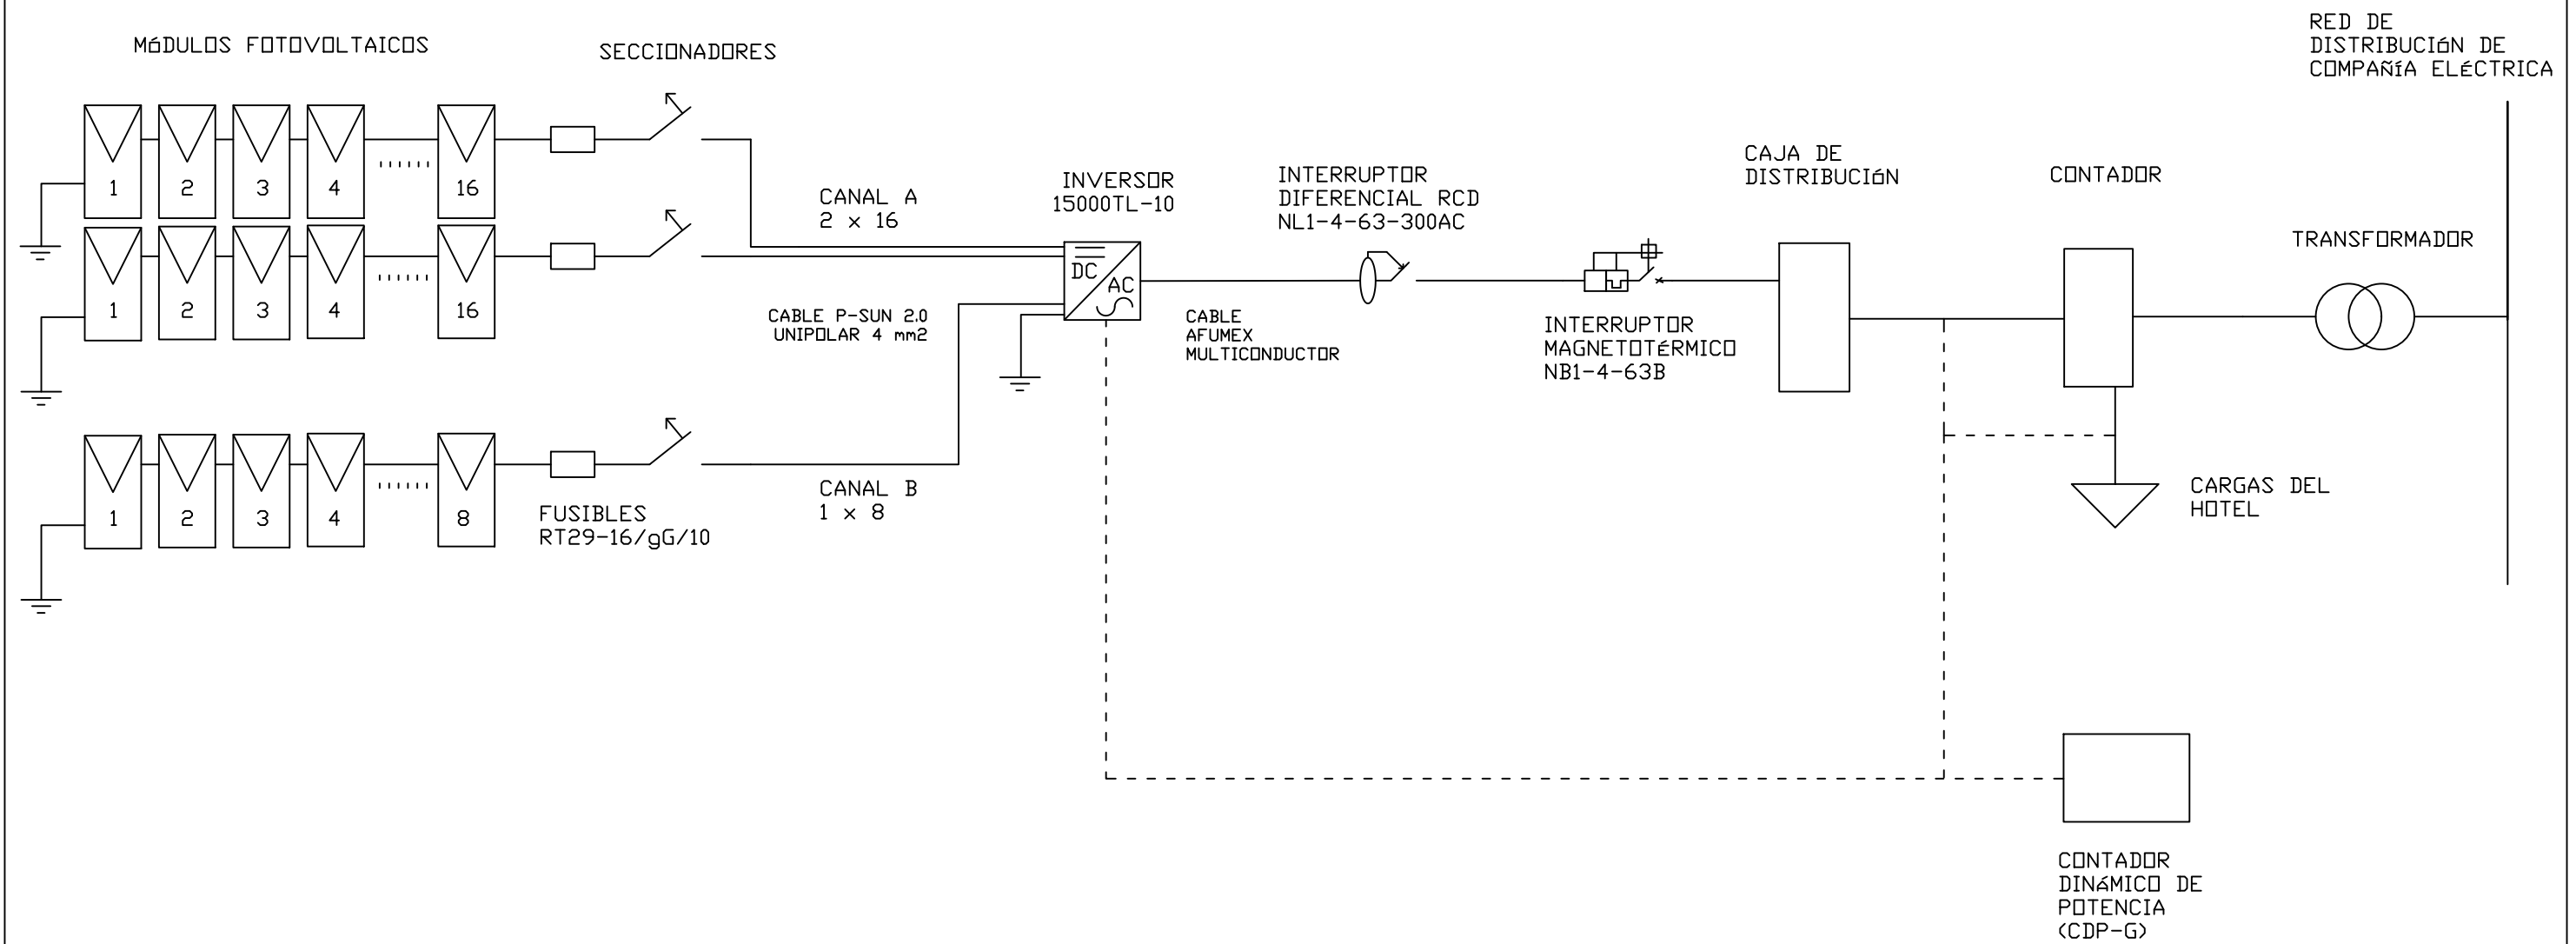 MóDULOS FOTOVOLTAICOS
SECCIONADORES
RED DE
DISTRIBUCIóN DE
COMPAÑíA ELéCTRICA
1 2 3 4 16
CANAL A
2 x 16
INVERSOR
15000TL-10
INTERRUPTOR
DIFERENCIAL RCD
NL1-4-63-300AC
CAJA DE
DISTRIBUCIóN
CONTADOR
TRANSFORMADOR
1 2 3 4 16
DC
AC
CABLE P-SUN 2.0
UNIPOLAR 4 mm2
CABLE
AFUMEX
MULTICONDUCTOR
INTERRUPTOR
MAGNETOTéRMICO
NB1-4-63B
1 2 3 4 8
FUSIBLES
RT29-16/gG/10
CANAL B
1 x 8
CARGAS DEL
HOTEL
CONTADOR
DINáMICO DE
POTENCIA
(CDP-G)